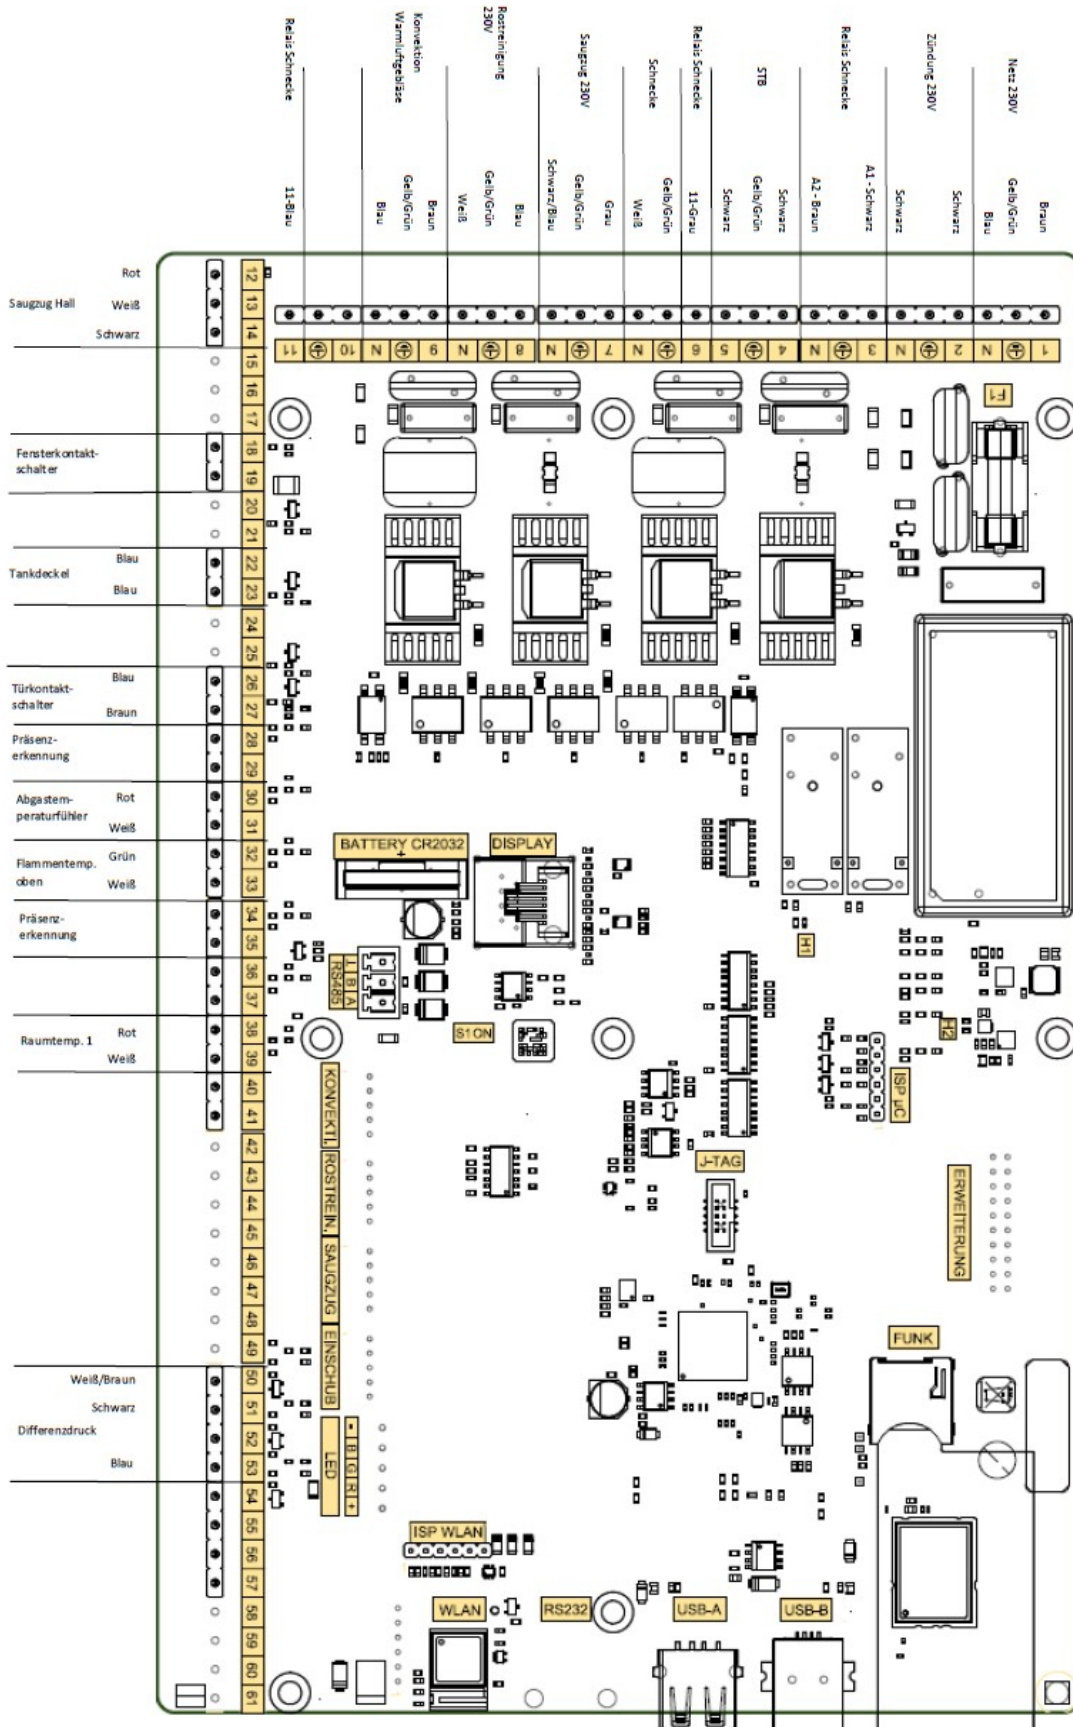 Relais Schnecke
Konvektion
Warmluftgebläse
Rostreinigung
230V
Saugzug 230V
Schnecke
Relais Schnecke
STB
Relais Schnecke
Zündung 230V
Netz 230V
11-Blau
Blau
Gelb/Grün
Braun
Weiß
Gelb/Grün
Blau
Schwarz/Blau
Gelb/Grün
Grau
Weiß
Gelb/Grün
11-Grau
Schwarz
Gelb/Grün
Schwarz
A2 - Braun
A1 - Schwarz
Schwarz
Schwarz
Blau
Gelb/Grün
Braun
11
10
N
9
N
8
N
7
N
6
5
4
N
3
N
2
N
1
F1
Saugzug Hall
Rot
Weiß
Schwarz
Fensterkontakt-
schalter
Tankdeckel
Blau
Blau
Türkontakt-
schalter
Blau
Braun
Präsenz-
erkennung
Abgastem-
peraturfühler
Rot
Weiß
Flammentemp.
oben
Grün
Weiß
Präsenz-
erkennung
Raumtemp. 1
Rot
Weiß
Differenzdruck
Weiß/Braun
Schwarz
Blau
12
13
14
15
16
17
18
19
20
21
22
23
24
25
26
27
28
29
30
31
32
33
34
35
36
37
38
39
40
41
42
43
44
45
46
47
48
49
50
51
52
53
54
55
56
57
58
59
60
61
BATTERY CR2032
+
DISPLAY
RS485
B A
S1ON
H1
H2
ISP µC
J-TAG
ERWEITERUNG
KONVEKTI.
ROSTREIN.
SAUGZUG
EINSCHUB
LED
- B G R +
FUNK
ISP WLAN
WLAN
RS232
USB-A
USB-B